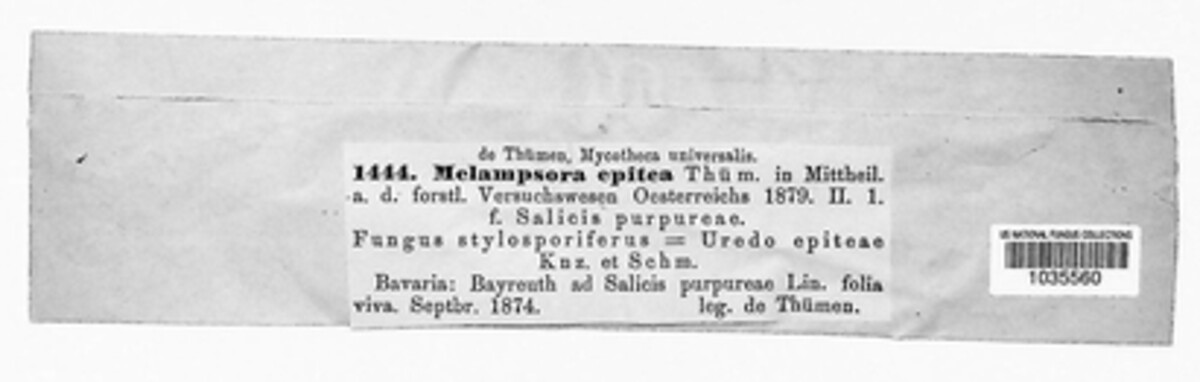 de Thümen, Mycotheca universalis.
1444. Melampsora epitea Thüm. in Mittheil.
a. d. forstl. Versuchswesen Oesterreichs 1879. II. 1.
f. Salicis purpureae.
Fungus stylosporiferus = Uredo epiteae
Knz. et Schm.
Bavaria: Bayreuth ad Salicis purpureae Lin. folia
viva. Septbr. 1874. leg. de Thümen.
US NATIONAL FUNGUS COLLECTIONS
1035560